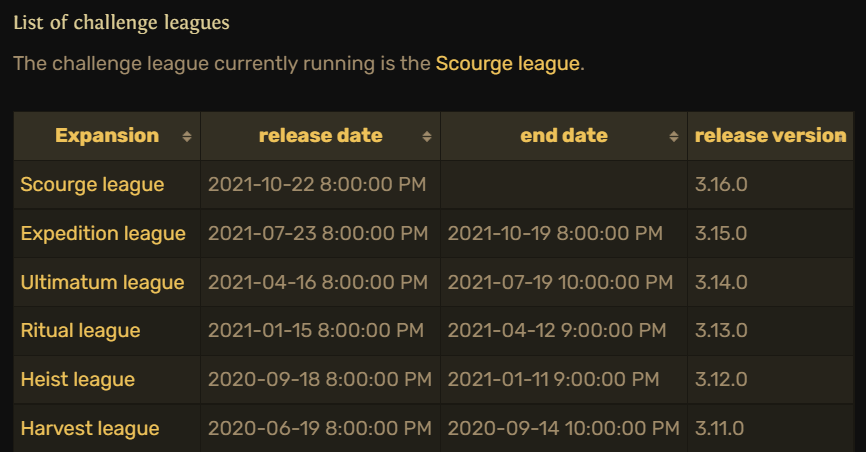 List of challenge leagues
The challenge league currently running is the Scourge league.
Expansion release date end date release version
Scourge league 2021-10-22 8:00:00 PM 3.16.0
Expedition league 2021-07-23 8:00:00 PM 2021-10-19 8:00:00 PM 3.15.0
Ultimatum league 2021-04-16 8:00:00 PM 2021-07-19 10:00:00 PM 3.14.0
Ritual league 2021-01-15 8:00:00 PM 2021-04-12 9:00:00 PM 3.13.0
Heist league 2020-09-18 8:00:00 PM 2021-01-11 9:00:00 PM 3.12.0
Harvest league 2020-06-19 8:00:00 PM 2020-09-14 10:00:00 PM 3.11.0